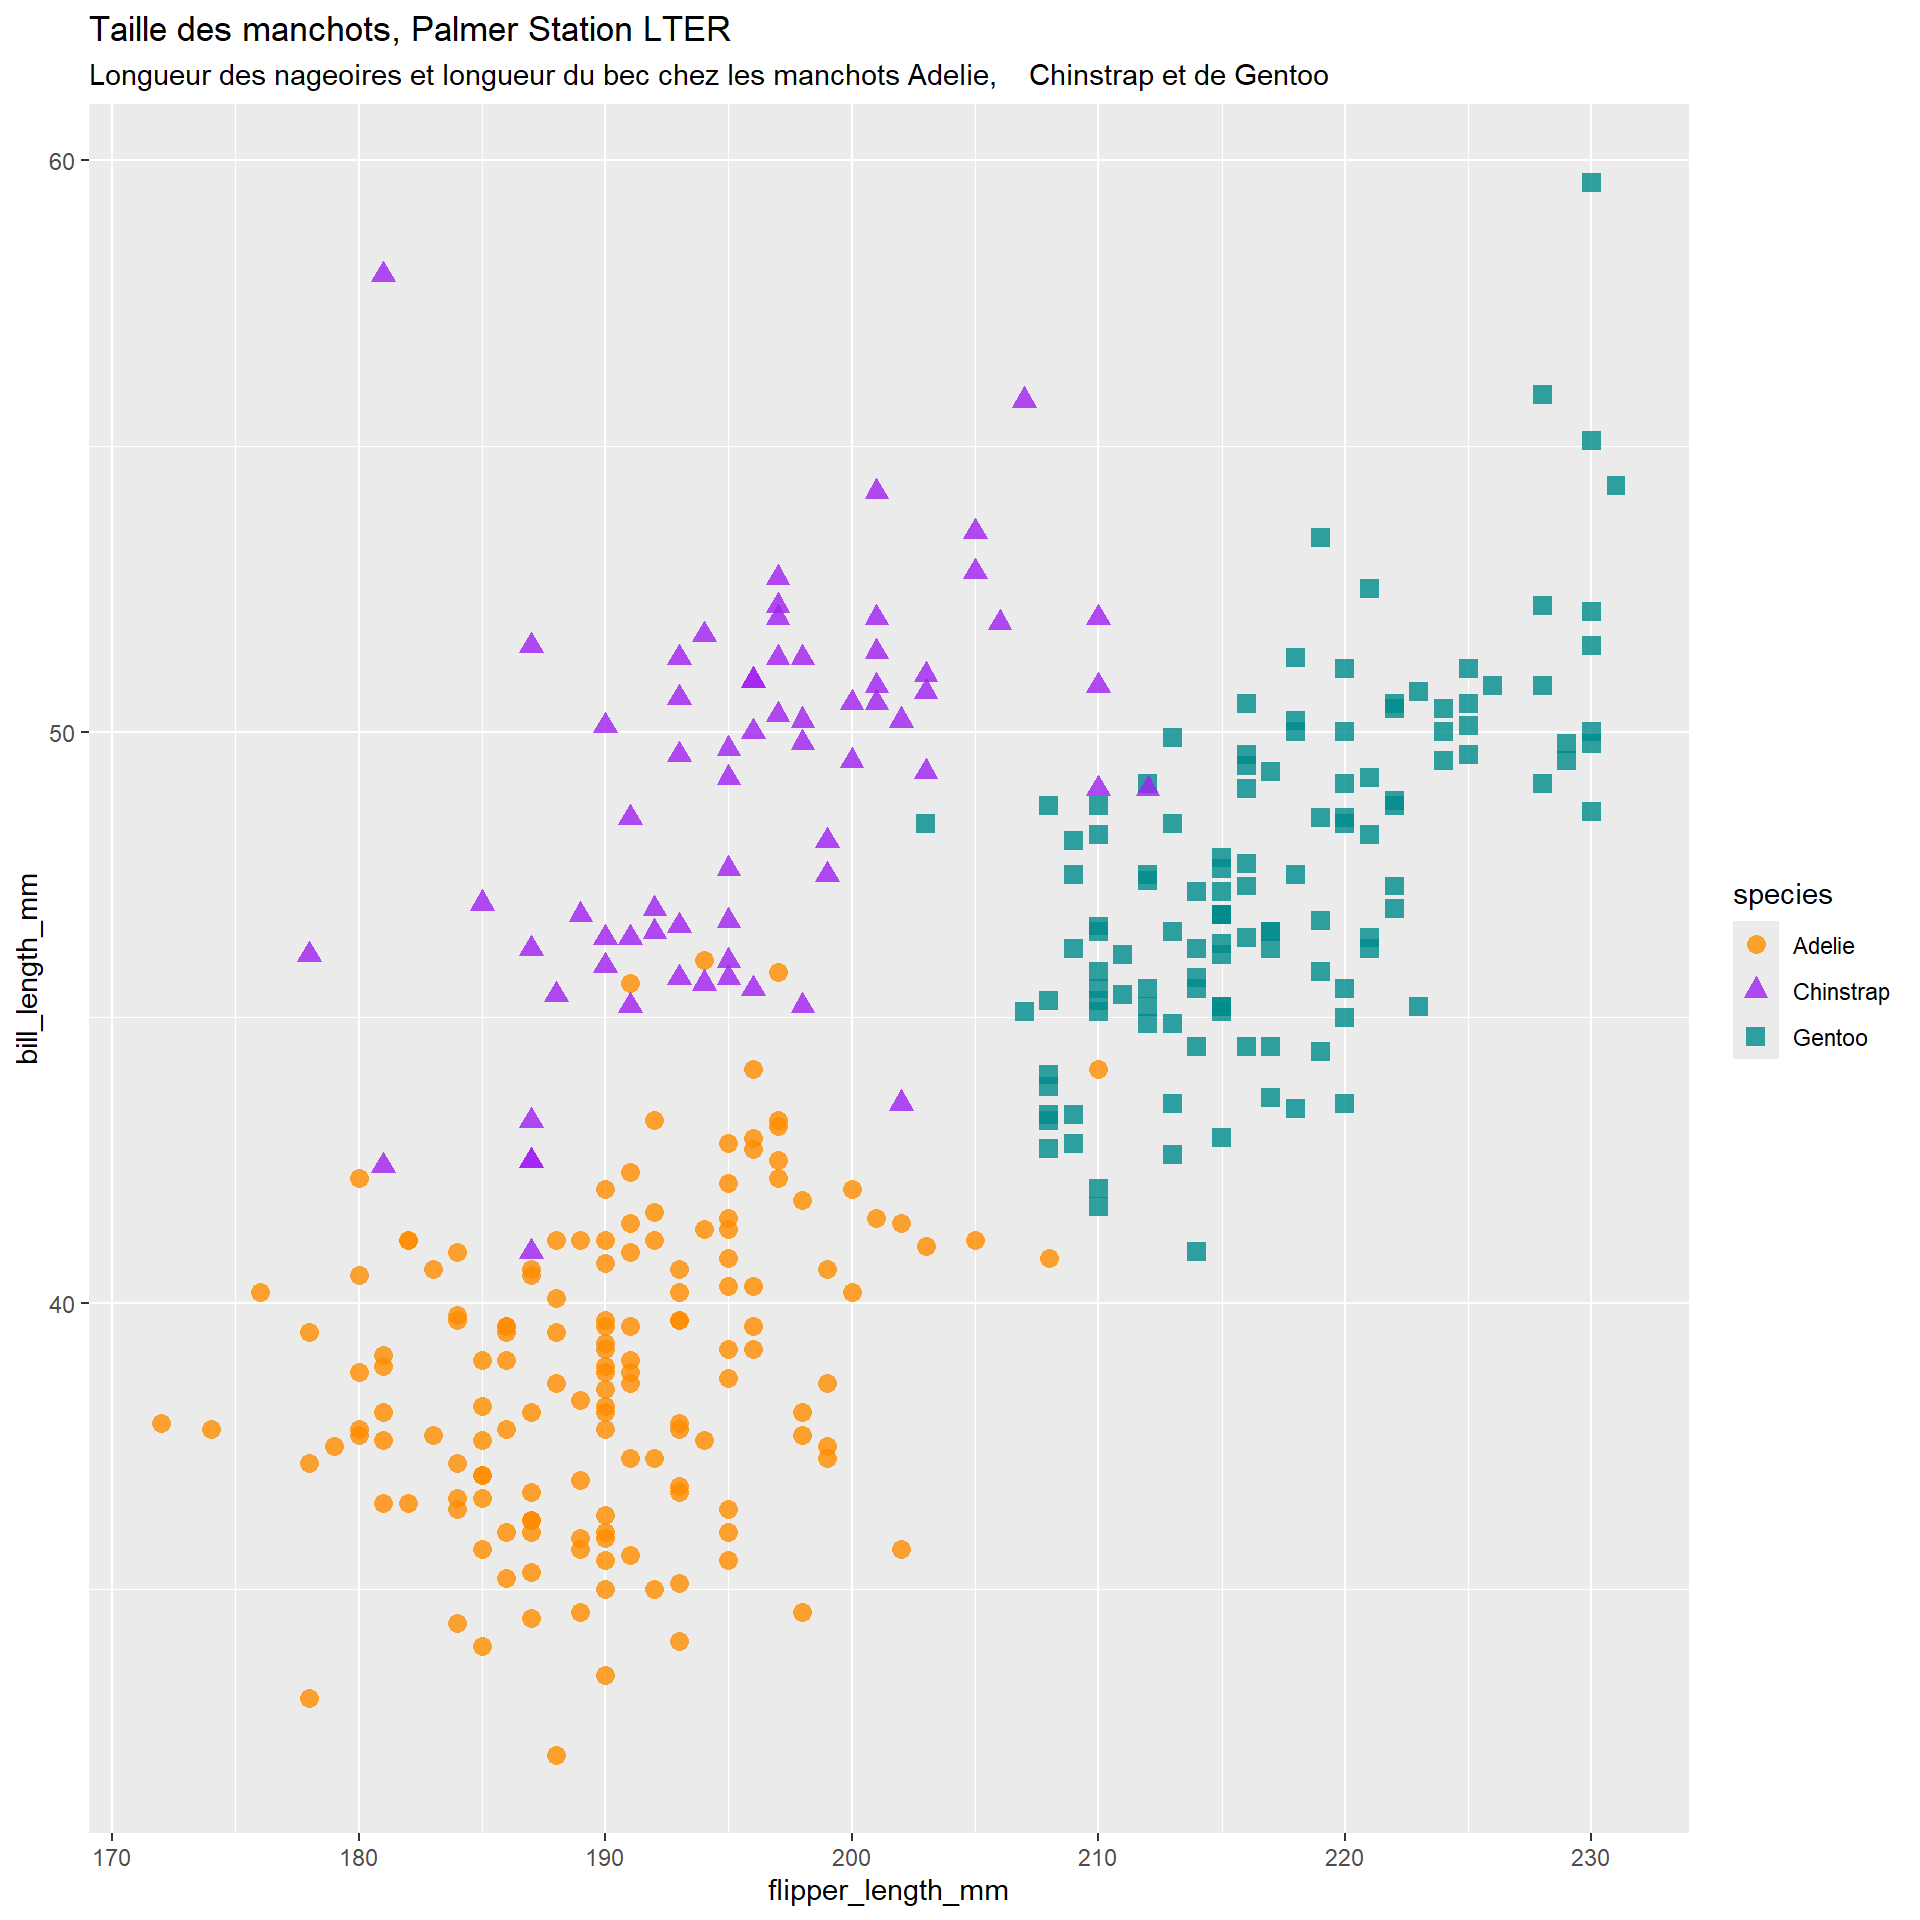 Taille des manchots, Palmer Station LTER
Longueur des nageoires et longueur du bec chez les manchots Adelie,    Chinstrap et de Gentoo
60
50
40
bill_length_mm
170 180 190 200 210 220 230
flipper_length_mm
species
Adelie
Chinstrap
Gentoo